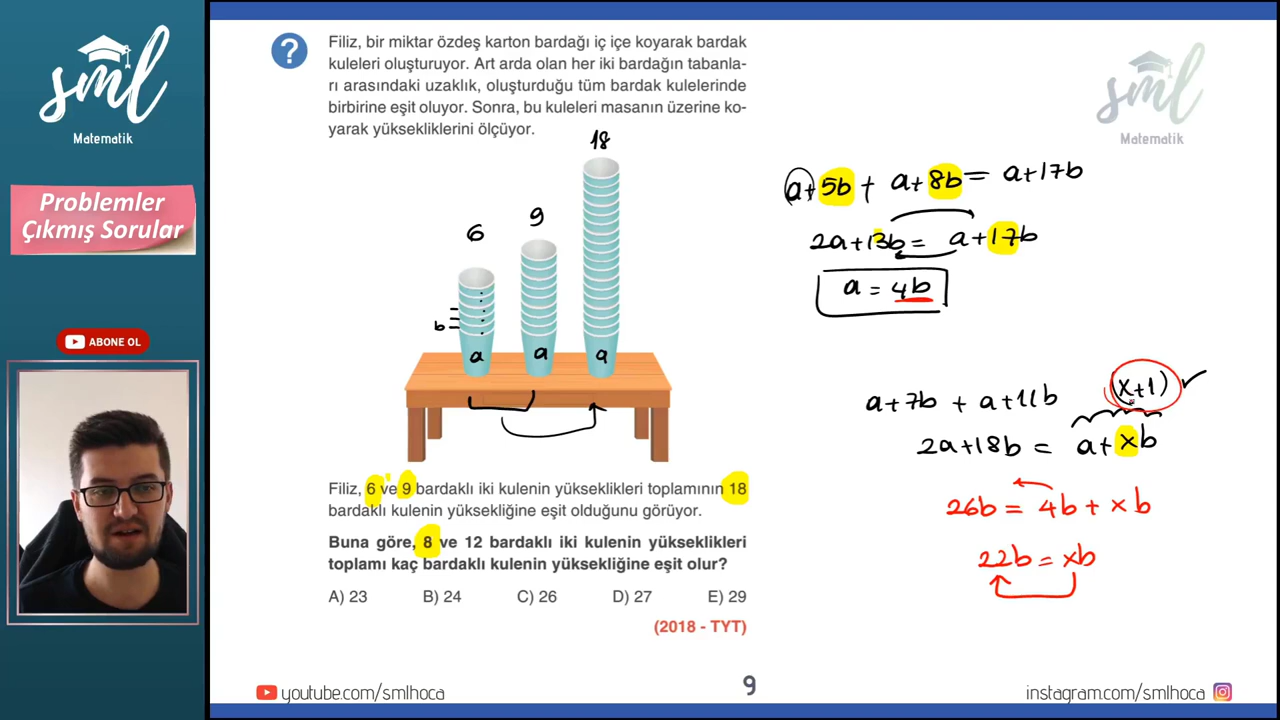 sml
Matematik
Problemler
Çıkmış Sorular
ABONE OL
?
Filiz, bir miktar özdeş karton bardağı iç içe koyarak bardak
kuleleri oluşturuyor. Art arda olan her iki bardağın tabanla-
rı arasındaki uzaklık, oluşturduğu tüm bardak kulelerinde
birbirine eşit oluyor. Sonra, bu kuleleri masanın üzerine ko-
yarak yüksekliklerini ölçüyor.
18
9
6
b
a a a
Filiz, 6 ve 9 bardaklı iki kulenin yükseklikleri toplamının 18
bardaklı kulenin yüksekliğine eşit olduğunu görüyor.
Buna göre, 8 ve 12 bardaklı iki kulenin yükseklikleri
toplamı kaç bardaklı kulenin yüksekliğine eşit olur?
A) 23 B) 24 C) 26 D) 27 E) 29
(2018 - TYT)
sml
Matematik
a+5b + a+8b = a+17b
2a+13b = a+17b
a = 4b
(x+1)
a+7b + a+11b
2a+18b = a+xb
26b = 4b + xb
22b = xb
youtube.com/smlhoca
9
instagram.com/smlhoca